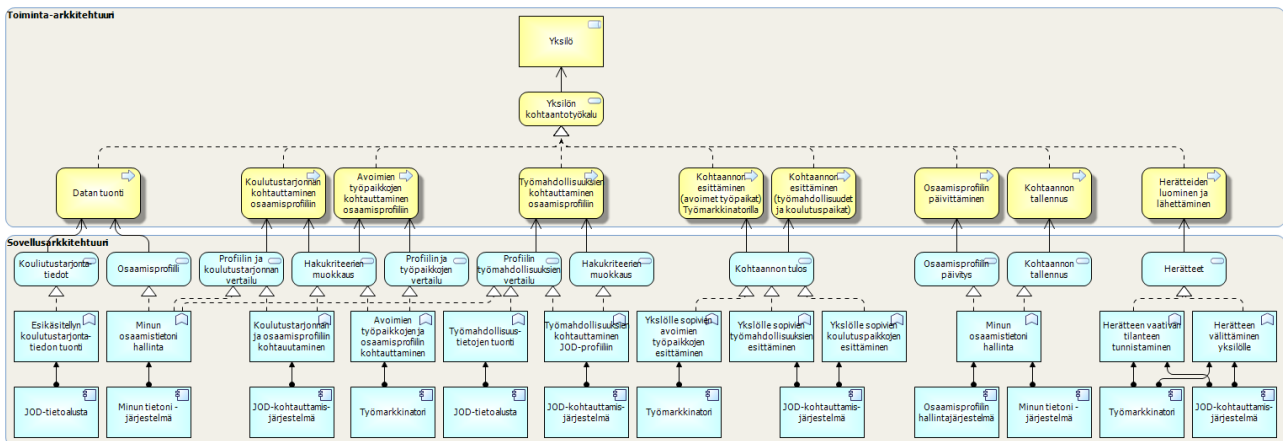 Toiminta-arkkitehtuuri
Yksilö
Yksilön
kohtaantotyökalu
Datan tuonti
Koulutustarjonnan
kohtauttaminen
osaamisprofiliin
Avoimien
työpaikkojen
kohtauttaminen
osaamisprofiliin
Työmahdollisuuksien
kohtauttaminen
osaamisprofiliin
Kohtaannon
esittäminen
(avoimet työpaikat)
Työmarkkinatorilla
Kohtaannon
esittäminen
(työmahdollisuudet
ja koulutuspaikat)
Osaamisprofiilin
päivittäminen
Kohtaannon
tallennus
Herätteiden
luominen ja
lähettäminen
Sovellusarkkitehtuuri
Kouliutustarjonta-
tiedot
Osaamisprofiili
Profiilin ja
koulutustarjonnan
vertailu
Hakukriteerien
muokkaus
Profiilin ja
työpaikkojen
vertailu
Profiilin
työmahdollisuuksien
vertailu
Hakukriteerien
muokkaus
Kohtaannon tulos
Osaamisprofiilin
päivitys
Kohtaannon
tallennus
Herätteet
Esikäsitellyn
koulutustarjonta-
tiedon tuonti
Minun
osaamistietoni
hallinta
Koulutustarjonnan
ja osaamisprofiilin
kohtauutaminen
Avoimien
työpaikkojen ja
osaamisprofiilin
kohtauttaminen
Työmahdollisuus-
tietojen tuonti
Työmahdollisuuksien
kohtauttaminen
JOD-profiiliin
Yksilölle sopivien
avoimien
työpaikkojen
esittäminen
Yksilölle sopivien
työmahdollisuuksien
esittäminen
Yksilölle sopivien
koulutuspaikkojen
esittäminen
Minun
osaamistietoni
hallinta
Herätteen vaativan
tilanteen
tunnistaminen
Herätteen
välittäminen
yksilölle
JOD-tietoalusta
Minun tietoni -
järjestelmä
JOD-kohtauttamis-
järjestelmä
Työmarkkinatori
JOD-tietoalusta
JOD-kohtauttamis-
järjestelmä
Työmarkkinatori
JOD-kohtauttamis-
järjestelmä
Osaamisprofiilin
hallintajärjestelmä
Minun tietoni -
järjestelmä
Työmarkkinatori
JOD-kohtauttamis-
järjestelmä